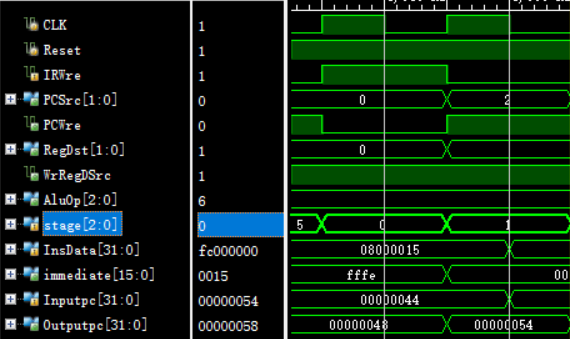 CLK 1
Reset 1
IRWre 1
PCSrc[1:0] 0 0 2
PCWre 0
RegDst[1:0] 1 0
WrRegDSrc 1
AluOp[2:0] 6
stage[2:0] 0 5 0 1
InsData[31:0] fc000000 08000015
immediate[15:0] 0015 fffe 00
Inputpc[31:0] 00000054 00000044
Outputpc[31:0] 00000058 00000048 00000054